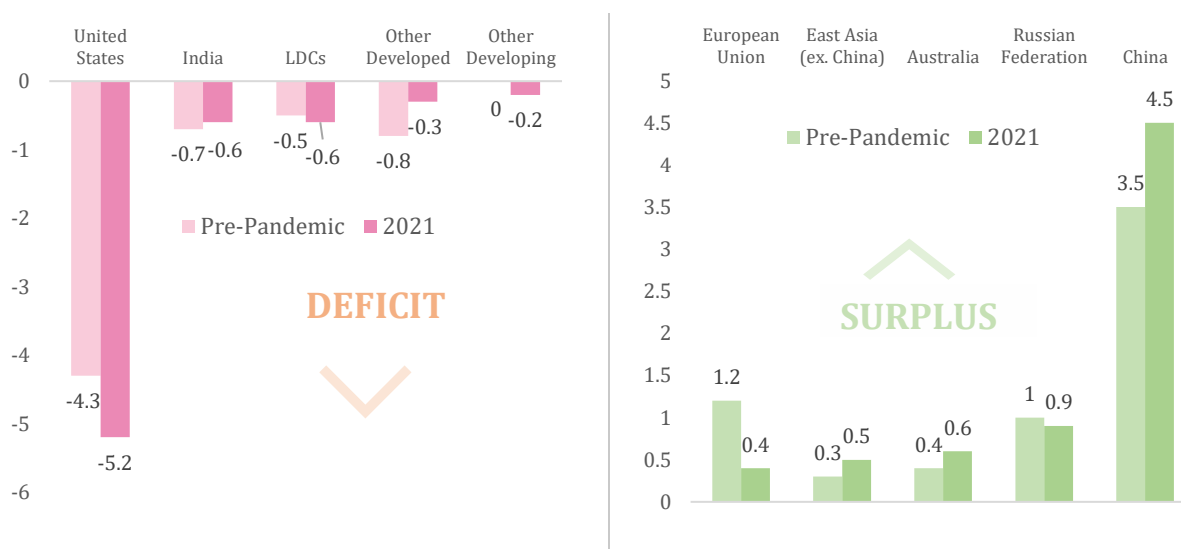 United
States
India
LDCs
Other
Developed
Other
Developing
0
-1
-2
-3
-4
-5
-6
-4.3
-5.2
-0.7
-0.6
-0.5
-0.6
-0.8
-0.3
0
-0.2
Pre-Pandemic
2021
DEFICIT
European
Union
East Asia
(ex. China)
Australia
Russian
Federation
China
5
4.5
4
3.5
3
2.5
2
1.5
1
0.5
0
Pre-Pandemic
2021
SURPLUS
1.2
0.4
0.3
0.5
0.4
0.6
1
0.9
3.5
4.5